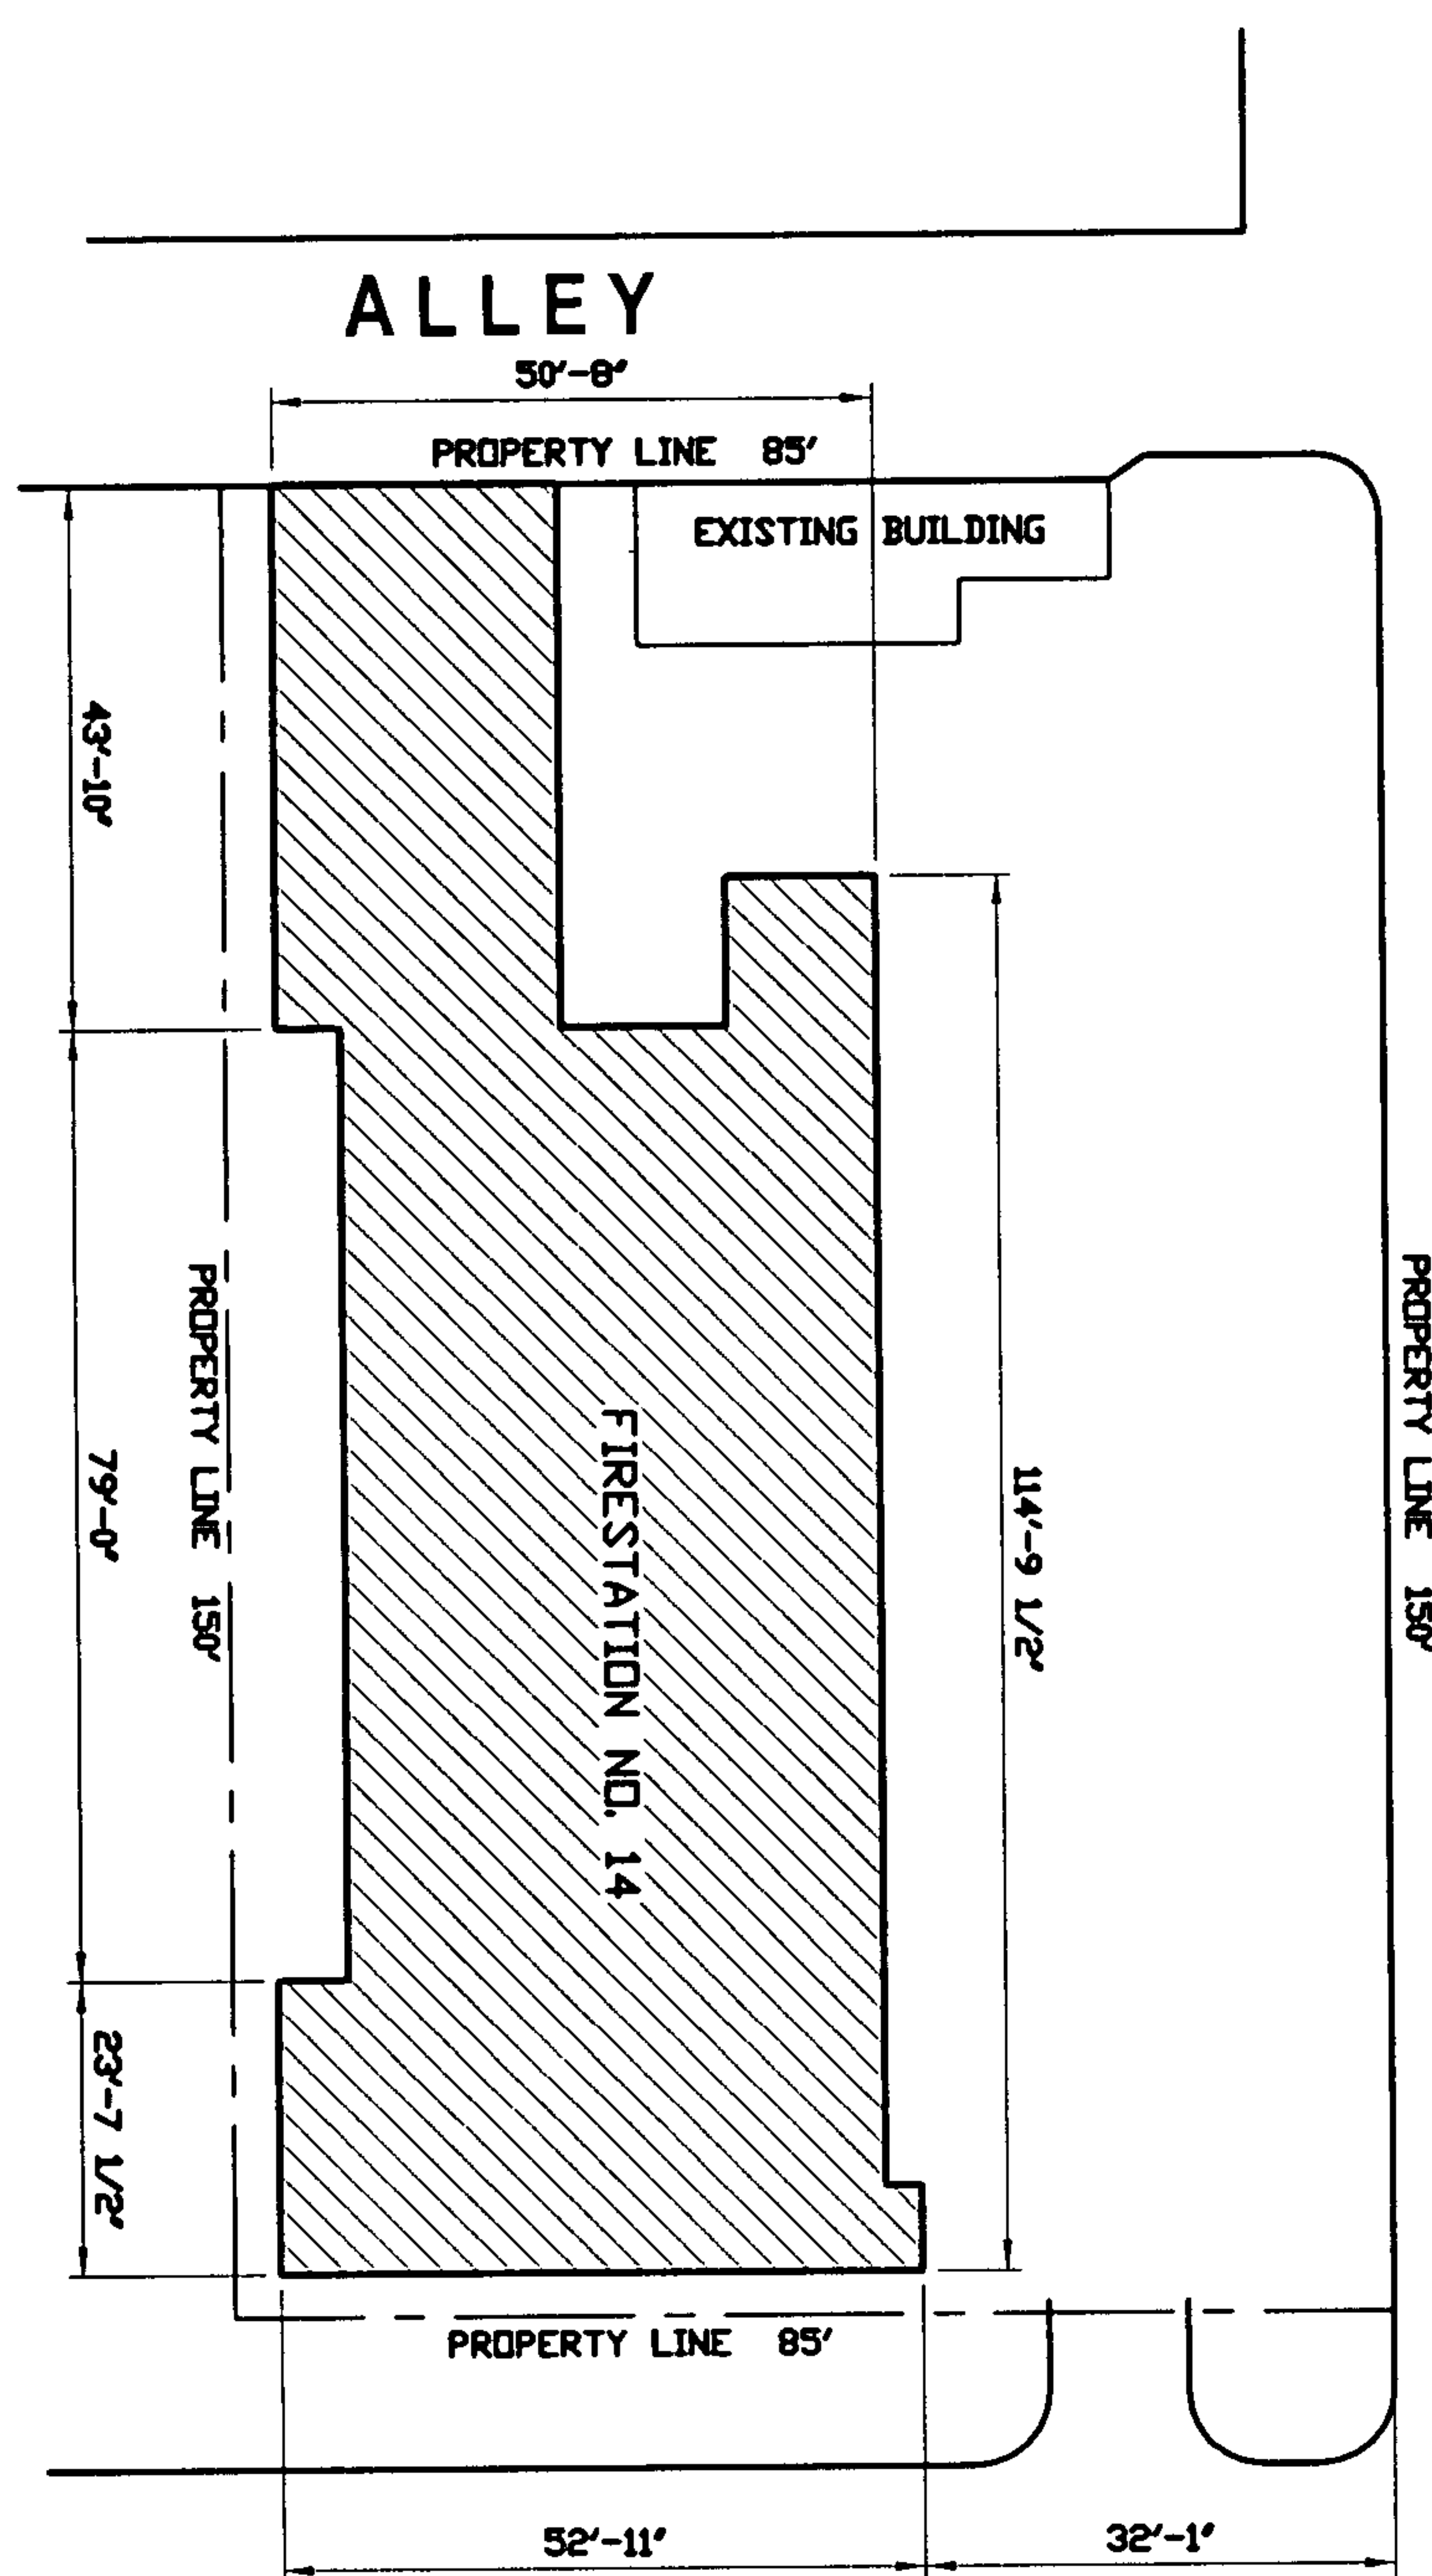 ALLEY
50'-8"
PROPERTY LINE 85'
EXISTING BUILDING
43'-10"
79'-0"
23'-7 1/2"
PROPERTY LINE 150'
FIRESTATION NO. 14
114'-9 1/2"
PROPERTY LINE 150'
PROPERTY LINE 85'
52'-11"
32'-1"